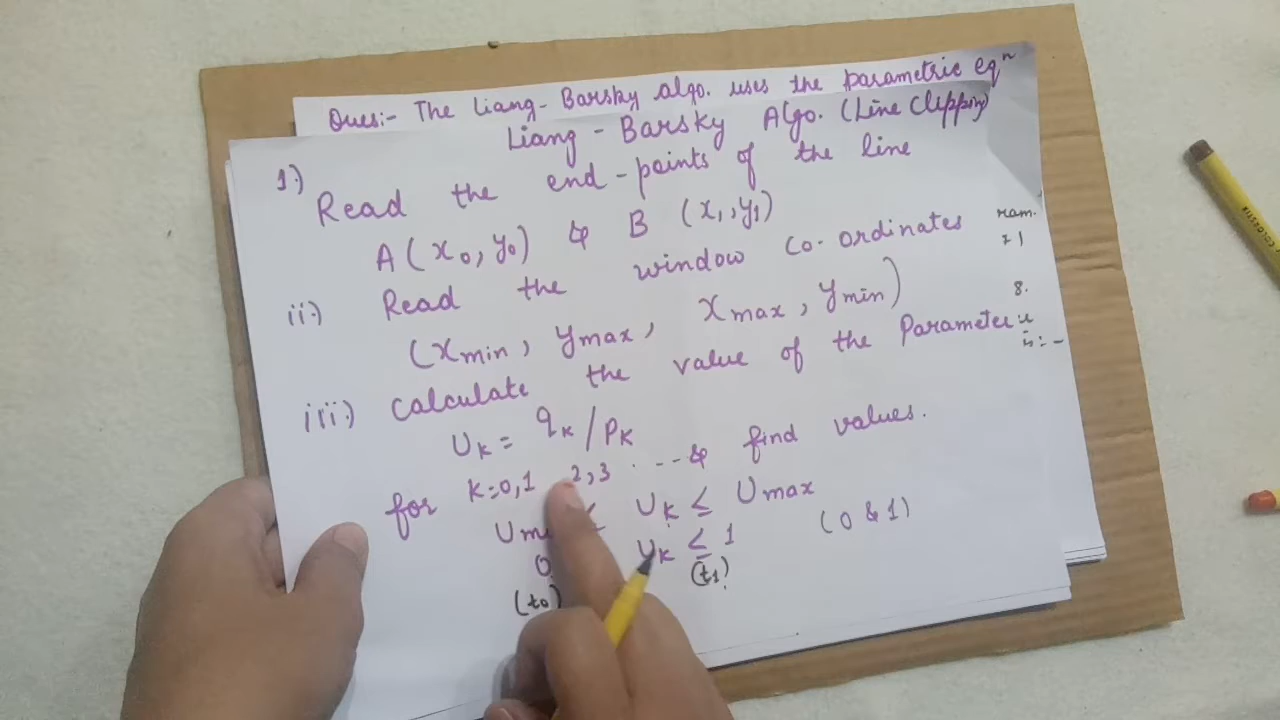 Ques:- The Liang-Barsky algo. uses the parametric eqⁿ
Liang-Barsky Algo. (Line Clipping)
1:) Read the end-points of the line
A(x₀, y₀) & B (x₁, y₁)
ii:) Read the window co-ordinates
(xmin, ymax, xmax, ymin)
iii:) Calculate the value of the Parameter
Uk = qk/Pk
for k=0,1 2,3 . . -- & find values.
Uk ≤ Umax
0 Uk ≤ 1 (0 & 1)
(t₀) (t₁)
ram.
8.